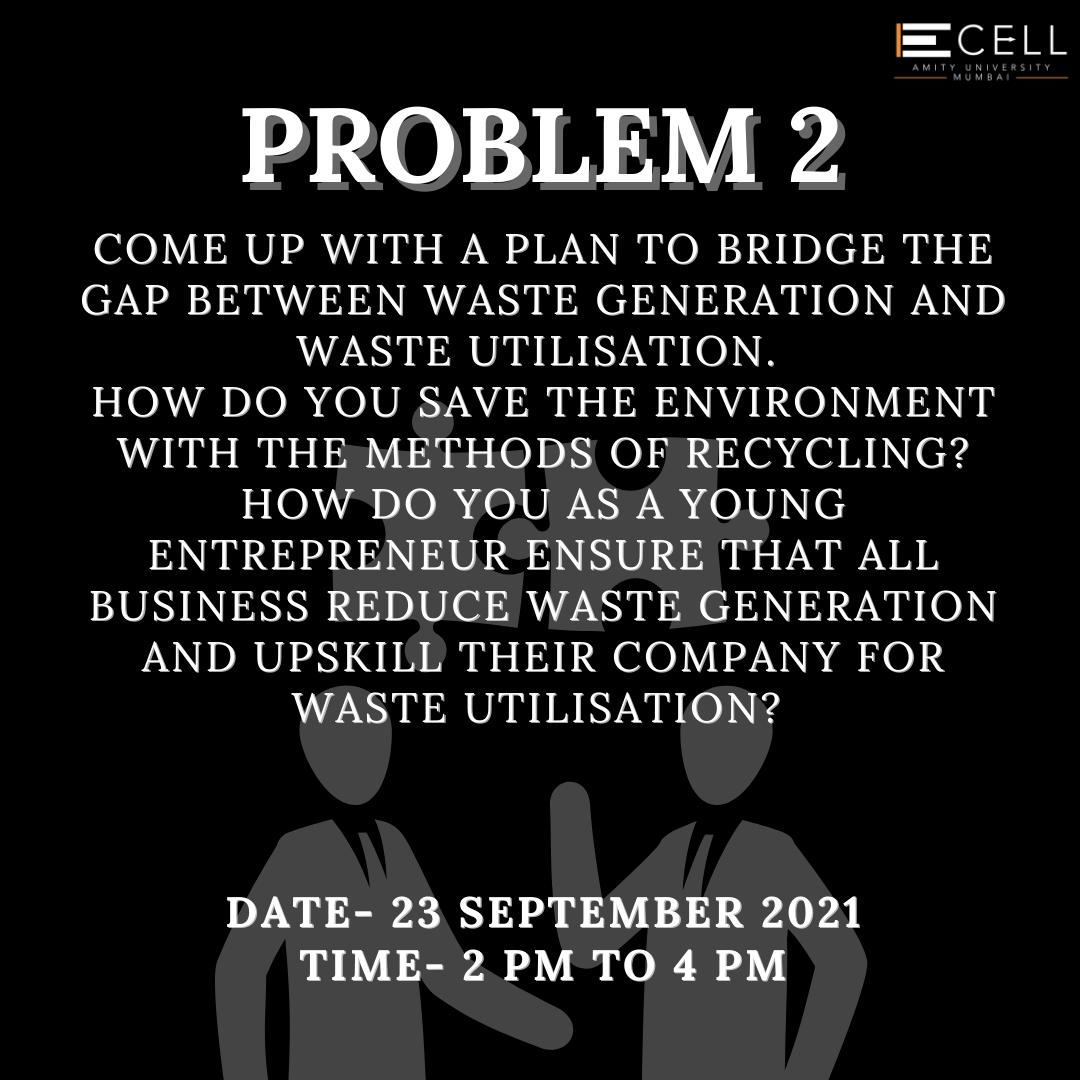 ECELL
AMITY UNIVERSITY
MUMBAI
PROBLEM 2
COME UP WITH A PLAN TO BRIDGE THE
GAP BETWEEN WASTE GENERATION AND
WASTE UTILISATION.
HOW DO YOU SAVE THE ENVIRONMENT
WITH THE METHODS OF RECYCLING?
HOW DO YOU AS A YOUNG
ENTREPRENEUR ENSURE THAT ALL
BUSINESS REDUCE WASTE GENERATION
AND UPSKILL THEIR COMPANY FOR
WASTE UTILISATION?
DATE- 23 SEPTEMBER 2021
TIME- 2 PM TO 4 PM